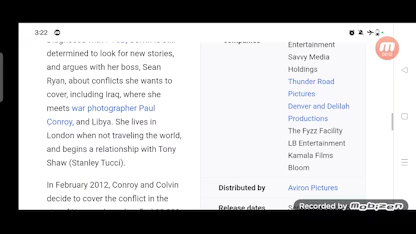 3:22
determined to look for new stories,
and argues with her boss, Sean
Ryan, about conflicts she wants to
cover, including Iraq, where she
meets war photographer Paul
Conroy, and Libya. She lives in
London when not traveling the world,
and begins a relationship with Tony
Shaw (Stanley Tucci).
In February 2012, Conroy and Colvin
decide to cover the conflict in the
Entertainment
Savvy Media
Holdings
Thunder Road
Pictures
Denver and Delilah
Productions
The Fyzz Facility
LB Entertainment
Kamala Films
Bloom
Distributed by Aviron Pictures
Release dates
Recorded by
Mobizen